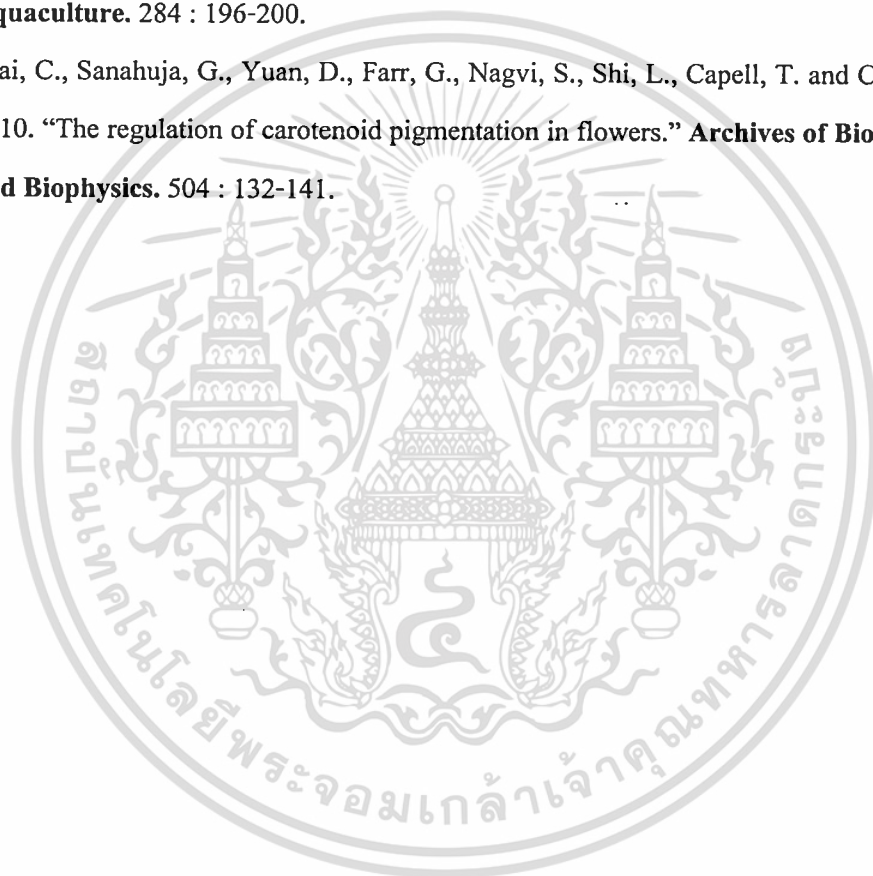 quaculture. 284 : 196-200.
ai, C., Sanahuja, G., Yuan, D., Farr, G., Nagvi, S., Shi, L., Capell, T. and C
10. “The regulation of carotenoid pigmentation in flowers.” Archives of Bio
d Biophysics. 504 : 132-141.
สถาบันเทคโนโลยีพระจอมเกล้าเจ้าคุณทหารลาดกระบัง
๔